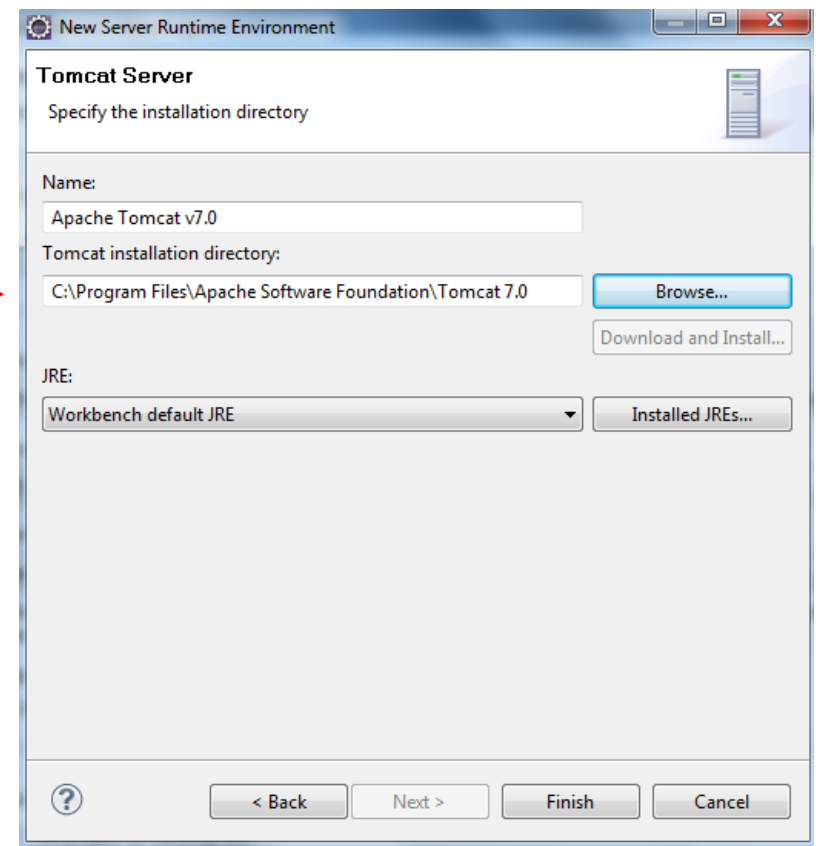 New Server Runtime Environment
Tomcat Server
Specify the installation directory
Name:
Apache Tomcat v7.0
Tomcat installation directory:
C:\Program Files\Apache Software Foundation\Tomcat 7.0 Browse...
Download and Install...
JRE:
Workbench default JRE Installed JREs...
? < Back Next > Finish Cancel